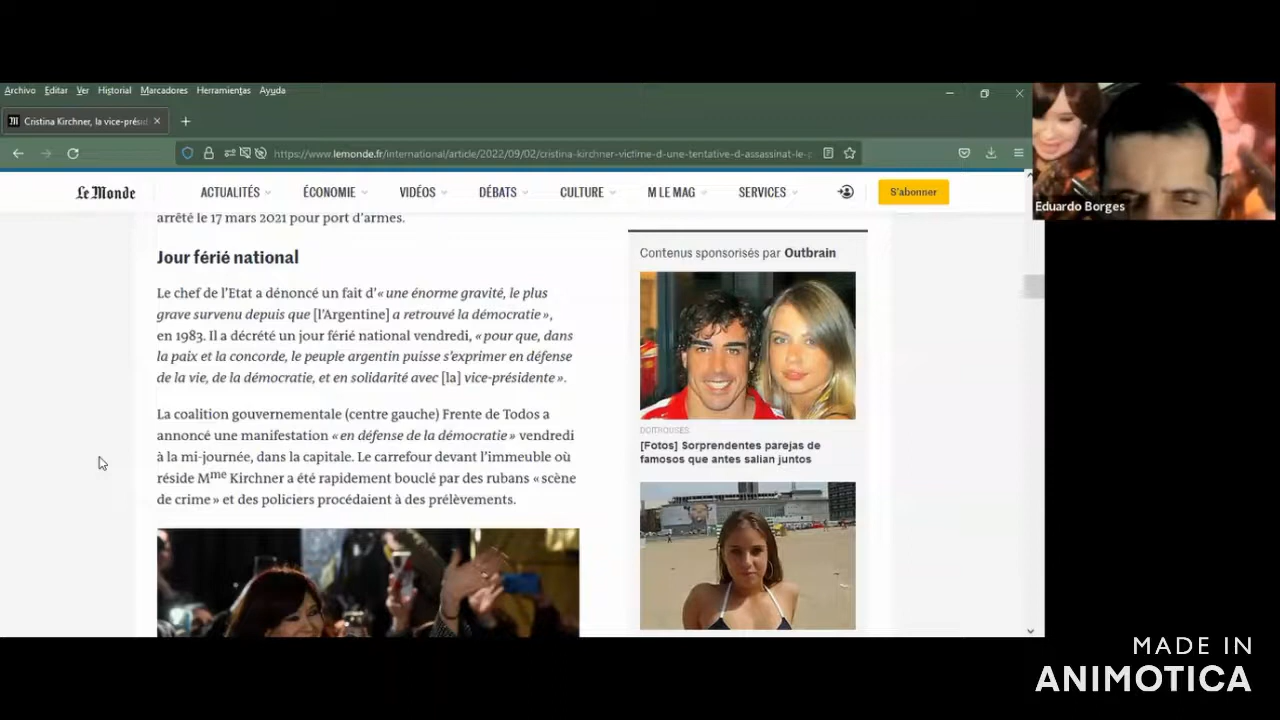 Archivo Editar Ver Historial Marcadores Herramientas Ayuda
Cristina Kirchner, la vice-présid
https://www.lemonde.fr/international/article/2022/09/02/cristina-kirchner-victime-d-une-tentative-d-assassinat-le-p
Le Monde
ACTUALITÉS ÉCONOMIE VIDÉOS DÉBATS CULTURE M LE MAG SERVICES
S'abonner
Eduardo Borges
arrêté le 17 mars 2021 pour port d'armes.
Jour férié national
Le chef de l'Etat a dénoncé un fait d'« une énorme gravité, le plus
grave survenu depuis que [l'Argentine] a retrouvé la démocratie »,
en 1983. Il a décrété un jour férié national vendredi, « pour que, dans
la paix et la concorde, le peuple argentin puisse s'exprimer en défense
de la vie, de la démocratie, et en solidarité avec [la] vice-présidente ».
La coalition gouvernementale (centre gauche) Frente de Todos a
annoncé une manifestation « en défense de la démocratie » vendredi
à la mi-journée, dans la capitale. Le carrefour devant l'immeuble où
réside Mme Kirchner a été rapidement bouclé par des rubans « scène
de crime » et des policiers procédaient à des prélèvements.
Contenus sponsorisés par Outbrain
[Fotos] Sorprendentes parejas de
famosos que antes salían juntos
MADE IN
ANIMOTICA